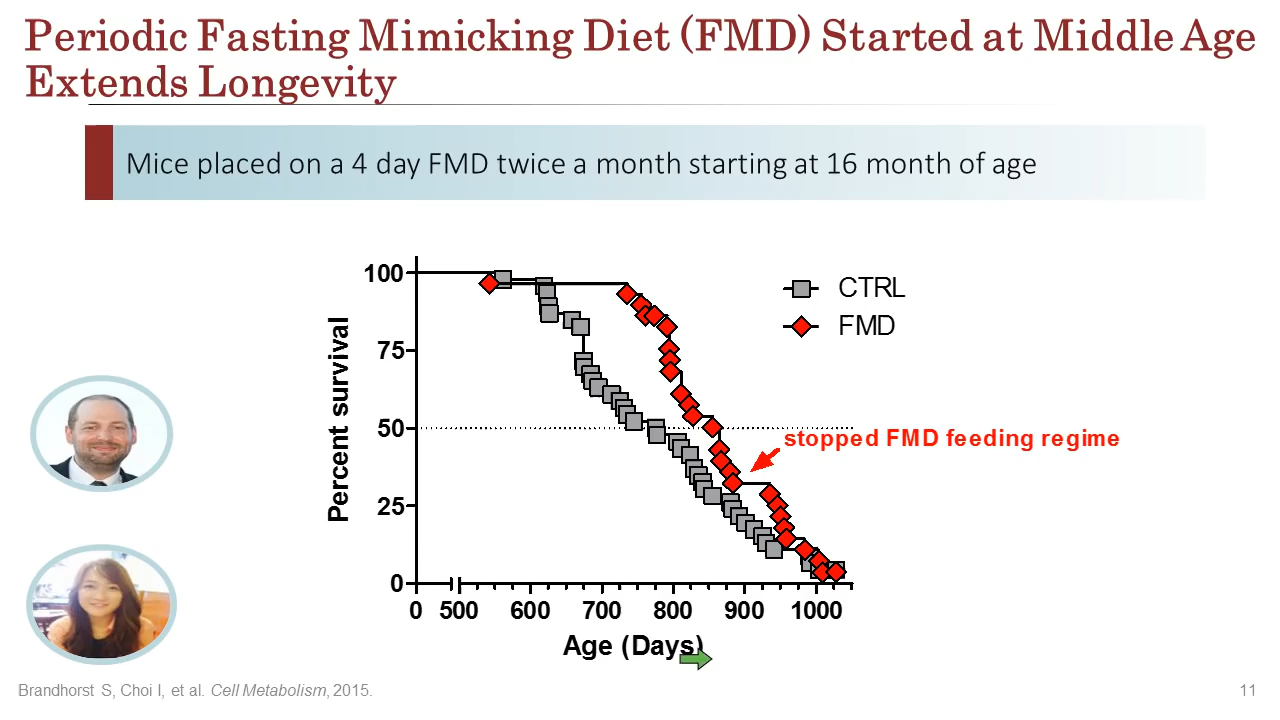 Periodic Fasting Mimicking Diet (FMD) Started at Middle Age
Extends Longevity
Mice placed on a 4 day FMD twice a month starting at 16 month of age
100
75
50
25
0
Percent survival
CTRL
FMD
stopped FMD feeding regime
0 500 600 700 800 900 1000
Age (Days)
Brandhorst S, Choi I, et al. Cell Metabolism, 2015.
11